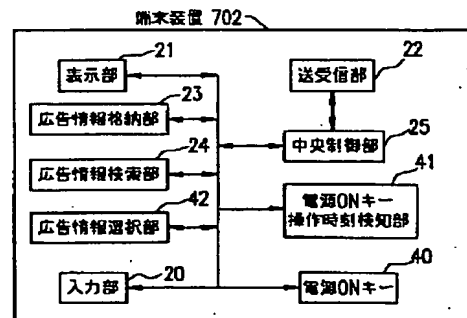 端末装置 702
21
表示部
22
送受信部
23
広告情報格納部
25
中央制御部
24
広告情報検索部
41
電源ONキー
操作時刻検知部
42
広告情報選択部
20
入力部
40
電源ONキー